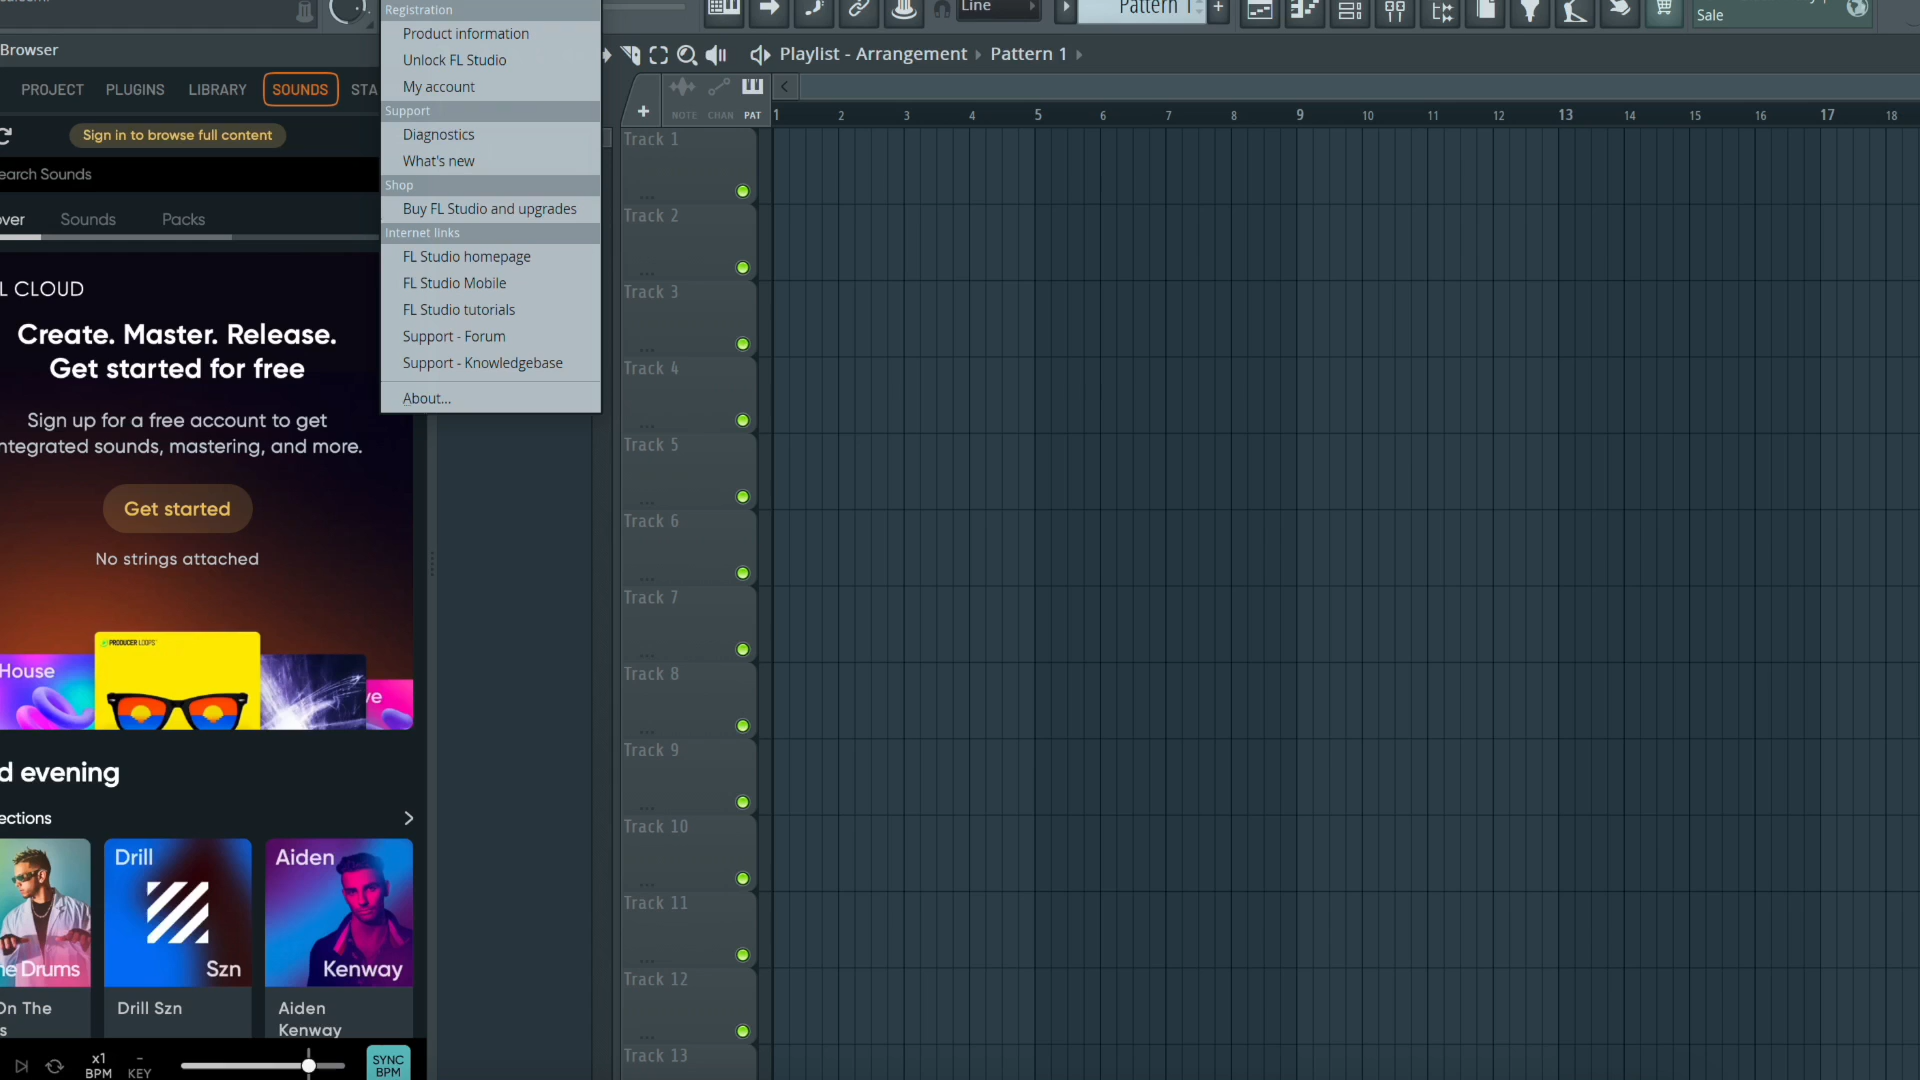 Registration
Product information
Unlock FL Studio
My account
Support
Diagnostics
What's new
Shop
Buy FL Studio and upgrades
Internet links
FL Studio homepage
FL Studio Mobile
FL Studio tutorials
Support - Forum
Support - Knowledgebase
About...
Line
Pattern 1
+
Sale
Browser
PROJECT PLUGINS LIBRARY SOUNDS STA
Sign in to browse full content
earch Sounds
over Sounds Packs
L CLOUD
Create. Master. Release.
Get started for free
Sign up for a free account to get
ntegrated sounds, mastering, and more.
Get started
No strings attached
House
PRODUCER LOOPS
ve
d evening
ections
e Drums
Drill
Szn
Aiden
Kenway
On The
s
Drill Szn
Aiden
Kenway
x1
BPM
-
KEY
SYNC
BPM
Playlist - Arrangement › Pattern 1
+
NOTE CHAN PAT
1 2 3 4 5 6 7 8 9 10 11 12 13 14 15 16 17 18
Track 1
Track 2
Track 3
Track 4
Track 5
Track 6
Track 7
Track 8
Track 9
Track 10
Track 11
Track 12
Track 13